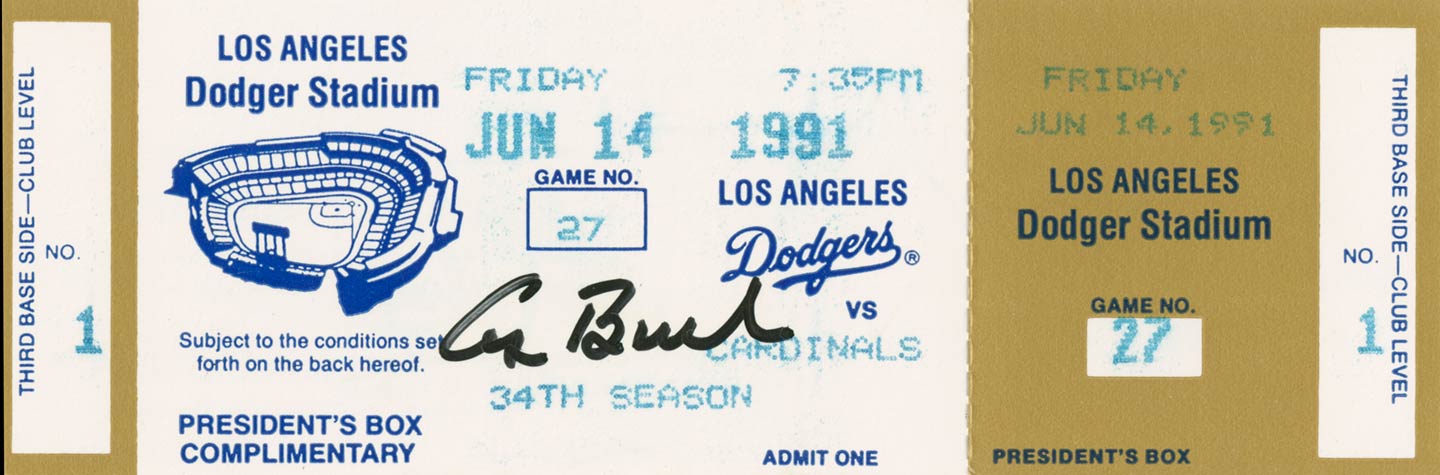 THIRD BASE SIDE—CLUB LEVEL
NO.
1
LOS ANGELES
Dodger Stadium
Subject to the conditions set
forth on the back hereof.
PRESIDENT'S BOX
COMPLIMENTARY
FRIDAY 7:35PM
JUN 14 1991
GAME NO.
27
LOS ANGELES
Dodgers®
VS
CARDINALS
34TH SEASON
ADMIT ONE
FRIDAY
JUN 14, 1991
LOS ANGELES
Dodger Stadium
GAME NO.
27
PRESIDENT'S BOX
THIRD BASE SIDE—CLUB LEVEL
NO.
1